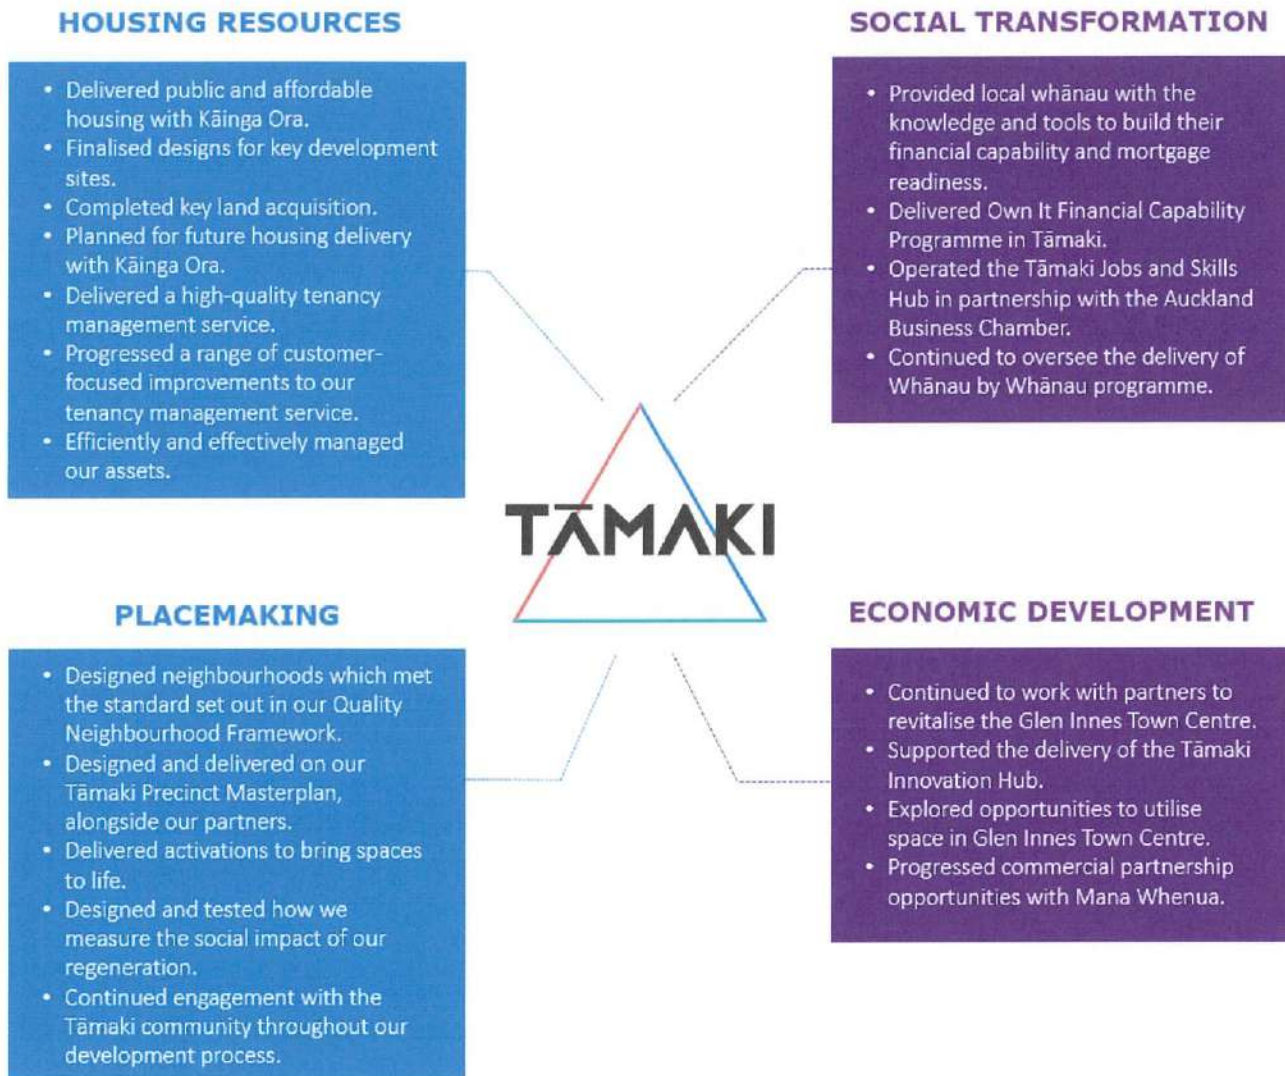 HOUSING RESOURCES
• Delivered public and affordable
housing with Kāinga Ora.
• Finalised designs for key development
sites.
• Completed key land acquisition.
• Planned for future housing delivery
with Kāinga Ora.
• Delivered a high-quality tenancy
management service.
• Progressed a range of customer-
focused improvements to our
tenancy management service.
• Efficiently and effectively managed
our assets.
SOCIAL TRANSFORMATION
• Provided local whānau with the
knowledge and tools to build their
financial capability and mortgage
readiness.
• Delivered Own It Financial Capability
Programme in Tāmaki.
• Operated the Tāmaki Jobs and Skills
Hub in partnership with the Auckland
Business Chamber.
• Continued to oversee the delivery of
Whānau by Whānau programme.
TĀMAKI
PLACEMAKING
• Designed neighbourhoods which met
the standard set out in our Quality
Neighbourhood Framework.
• Designed and delivered on our
Tāmaki Precinct Masterplan,
alongside our partners.
• Delivered activations to bring spaces
to life.
• Designed and tested how we
measure the social impact of our
regeneration.
• Continued engagement with the
Tāmaki community throughout our
development process.
ECONOMIC DEVELOPMENT
• Continued to work with partners to
revitalise the Glen Innes Town Centre.
• Supported the delivery of the Tāmaki
Innovation Hub.
• Explored opportunities to utilise
space in Glen Innes Town Centre.
• Progressed commercial partnership
opportunities with Mana Whenua.